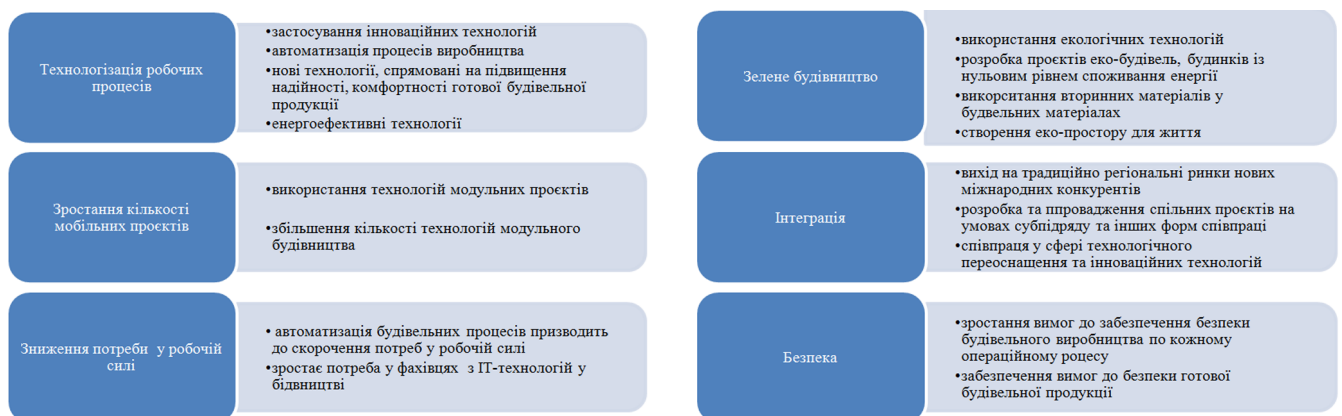 Технологізація робочих
процесів
•застосування інноваційних технологій
•автоматизація процесів виробництва
•нові технології, спрямовані на підвищення
надійності, комфортності готової будівельної
продукції
•енергоефективні технології
Зростання кількості
мобільних проєктів
•використання технологій модульних проєктів
•збільшення кількості технологій модульного
будівництва
Зниження потреби у робочій
силі
• автоматизація будівельних процесів призводить
до скорочення потреб у робочій силі
•зростає потреба у фахівцях з ІТ-технологій у
бідвництві
Зелене будівництво
•використання екологічних технологій
•розробка проєктів еко-будівель, будинків із
нульовим рівнем споживання енергії
•викорситання вторинних матеріалів у
будвельних матеріалах
•створення еко-простору для життя
Інтеграція
•вихід на традиційно регіональні ринки нових
міжнародних конкурентів
•розробка та ппровадження спільних проєктів на
умовах субпідряду та інших форм співпраці
•співпраця у сфері технологічного
переоснащення та інноваційних технологій
Безпека
•зростання вимог до забезпечення безпеки
будівельного виробництва по кожному
операційному роцесу
•забезпечення вимог до безпеки готової
будівельної продукції